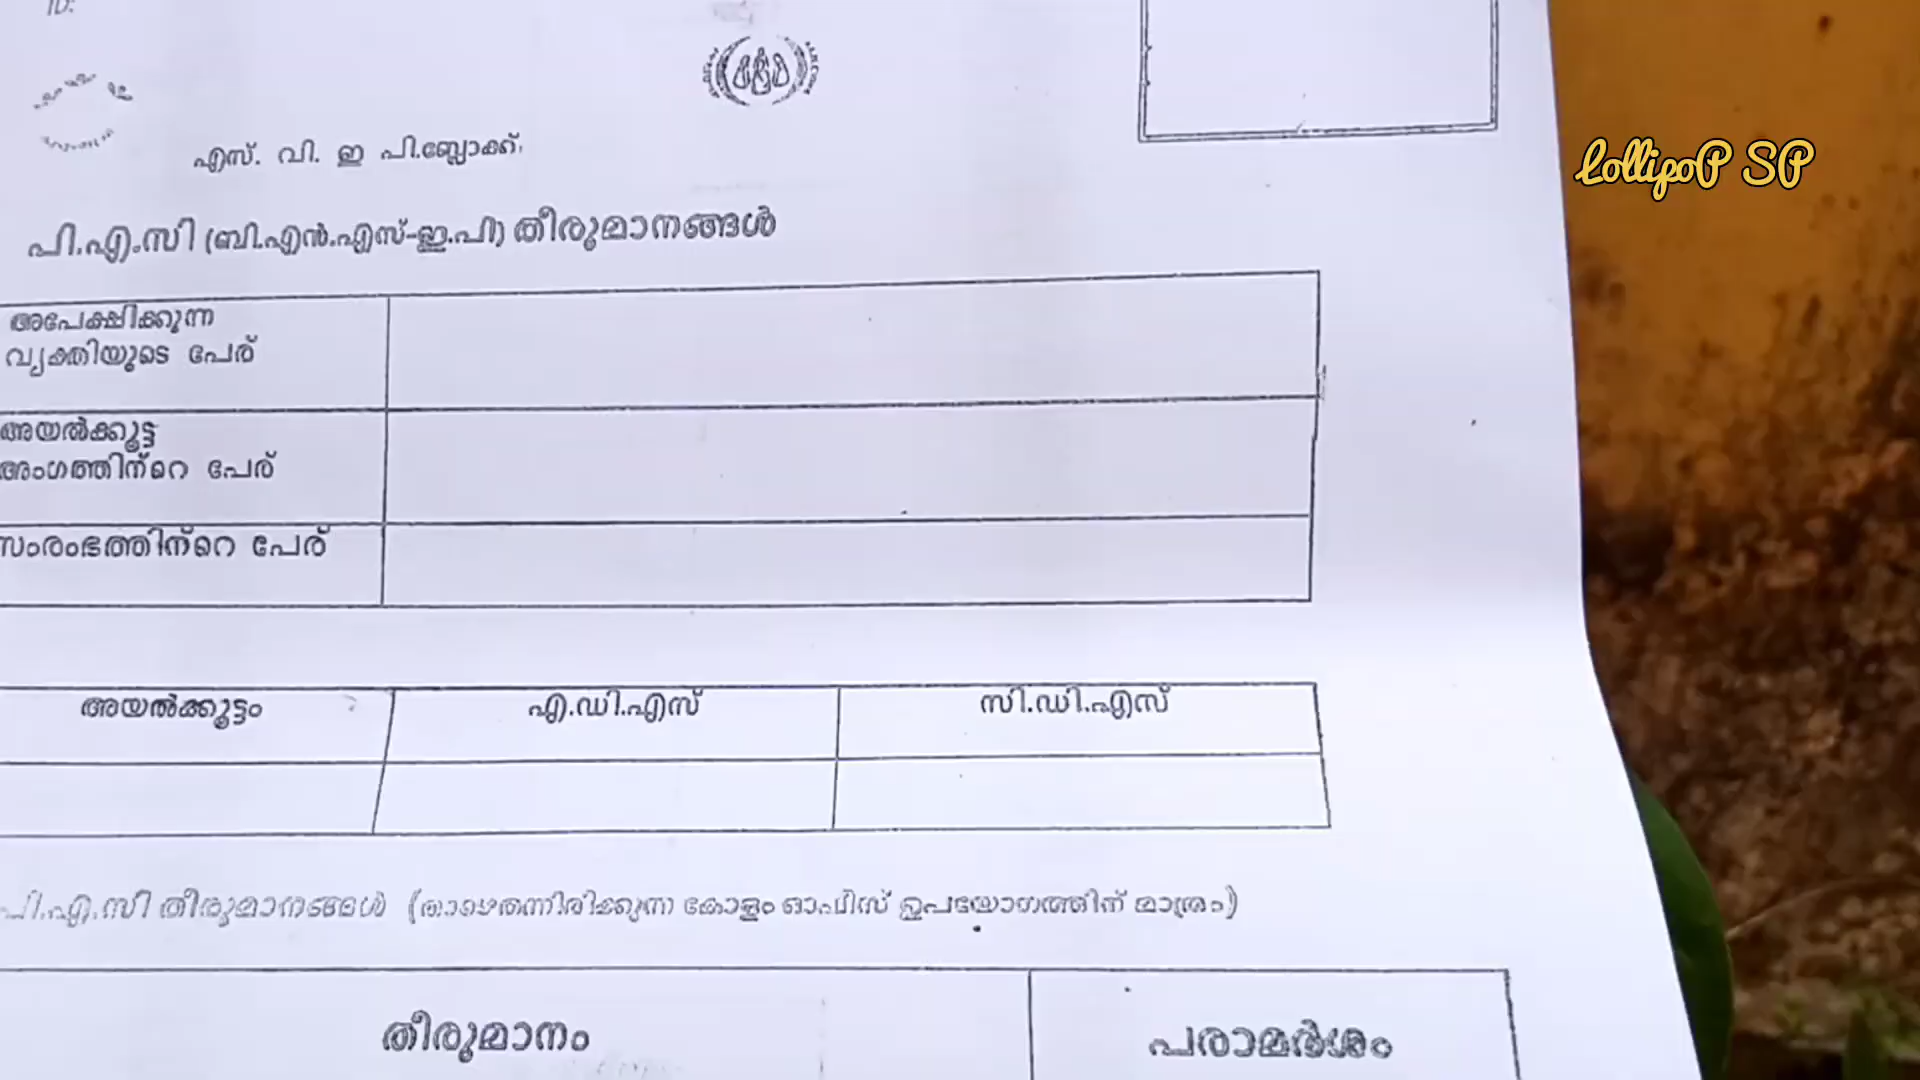 ID:
എസ്. വി. ഇ പി.ബ്ലോക്ക്,
LollipoP SP
പി.എം.സി (ബി.എൻ.എസ്-ഇ.പി) തീരുമാനങ്ങൾ
അപേക്ഷിക്കുന്ന
വ്യക്തിയുടെ പേര്
അയൽക്കൂട്ട
അംഗത്തിന്റെ പേര്
സംരംഭത്തിന്റെ പേര്
അയൽക്കൂട്ടം എ.ഡി.എസ് സി.ഡി.എസ്
പി.എം.സി തീരുമാനങ്ങൾ (താഴെതന്നിരിക്കുന്ന കോളം ഓഫീസ് ഉപയോഗത്തിന് മാത്രം)
തീരുമാനം പരാമർശം